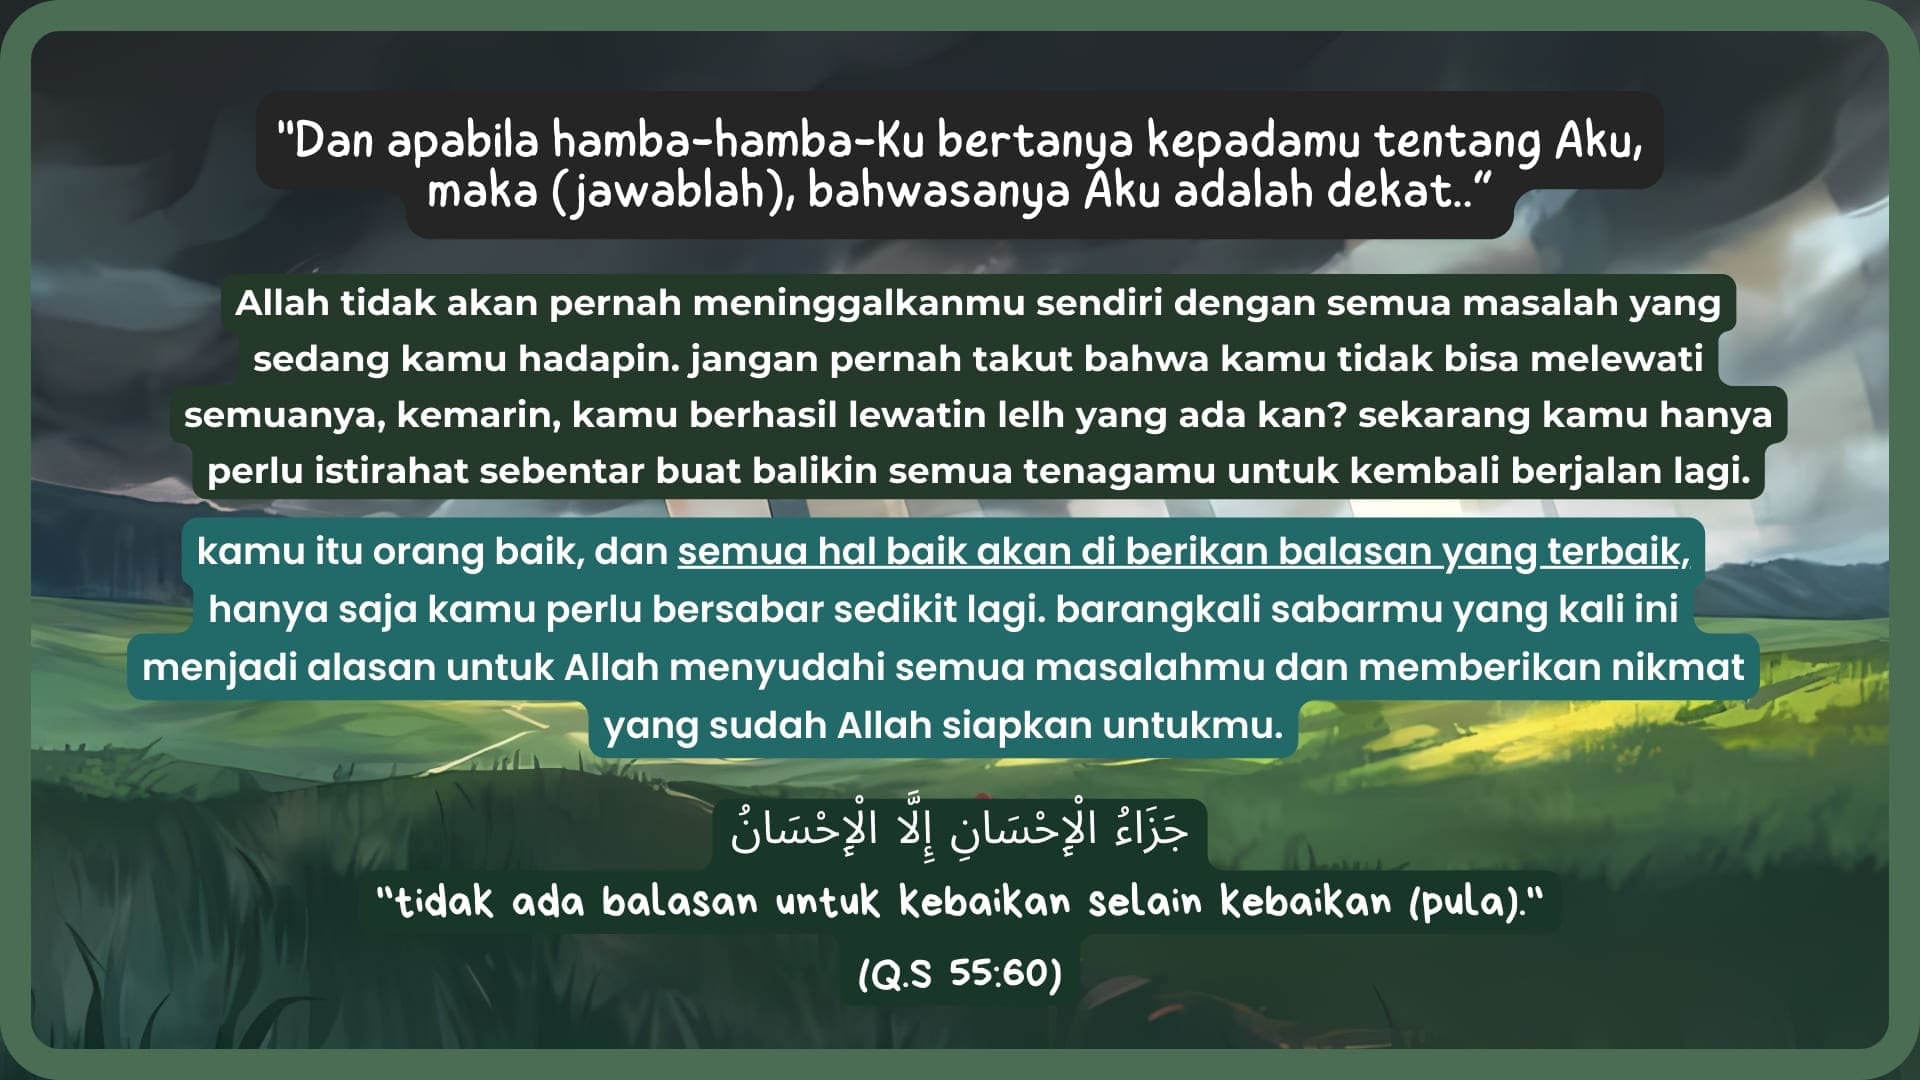 "Dan apabila hamba-hamba-Ku bertanya kepadamu tentang Aku,
maka (jawablah), bahwasanya Aku adalah dekat.."
Allah tidak akan pernah meninggalkanmu sendiri dengan semua masalah yang
sedang kamu hadapin. jangan pernah takut bahwa kamu tidak bisa melewati
semuanya, kemarin, kamu berhasil lewatin lelh yang ada kan? sekarang kamu hanya
perlu istirahat sebentar buat balikin semua tenagamu untuk kembali berjalan lagi.
kamu itu orang baik, dan semua hal baik akan di berikan balasan yang terbaik,
hanya saja kamu perlu bersabar sedikit lagi. barangkali sabarmu yang kali ini
menjadi alasan untuk Allah menyudahi semua masalahmu dan memberikan nikmat
yang sudah Allah siapkan untukmu.
جَزَاءُ الْإِحْسَانِ إِلَّا الْإِحْسَانُ
"tidak ada balasan untuk kebaikan selain kebaikan (pula)."
(Q.S 55:60)